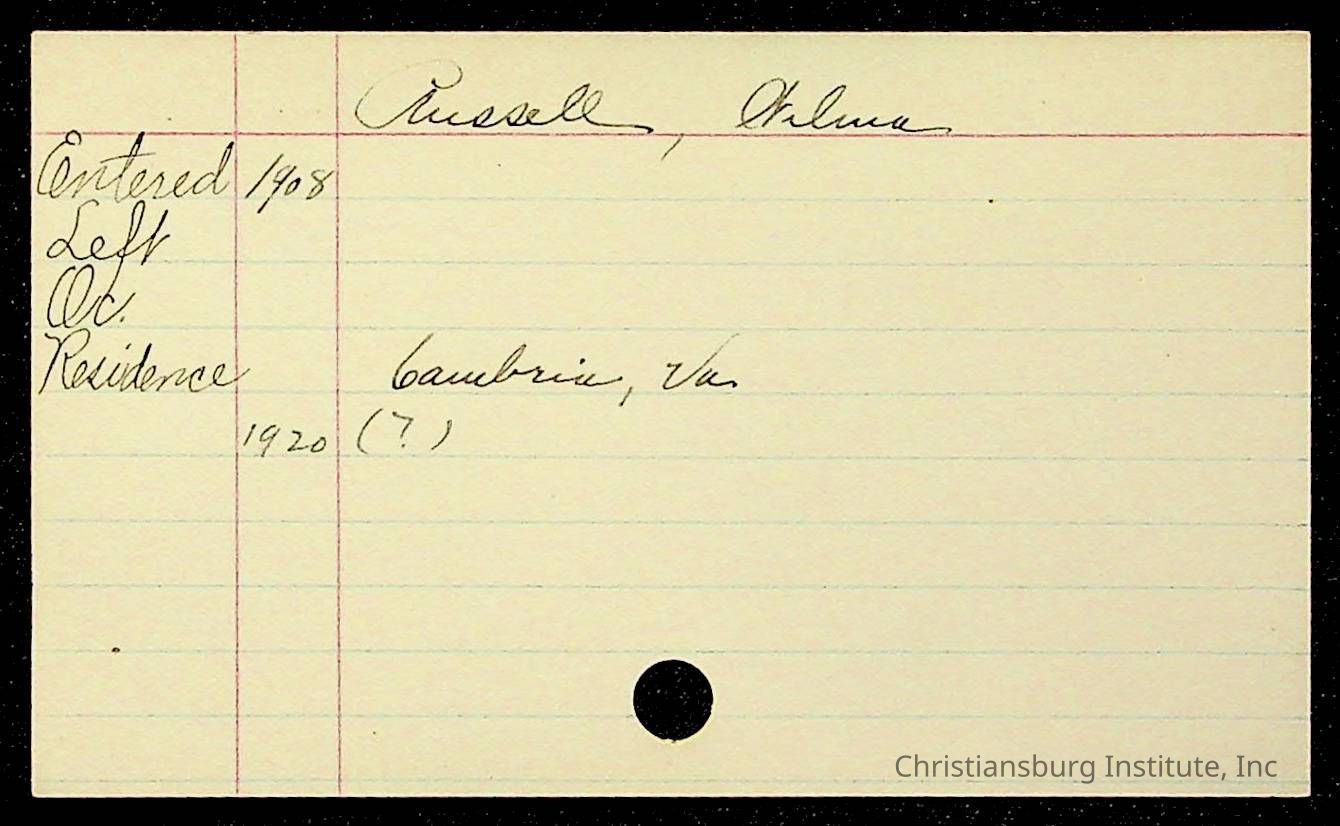 Russell, Wilma
Entered 1908
Left
Oc.
Residence Cambria, Va.
1920 (?)
Christiansburg Institute, Inc